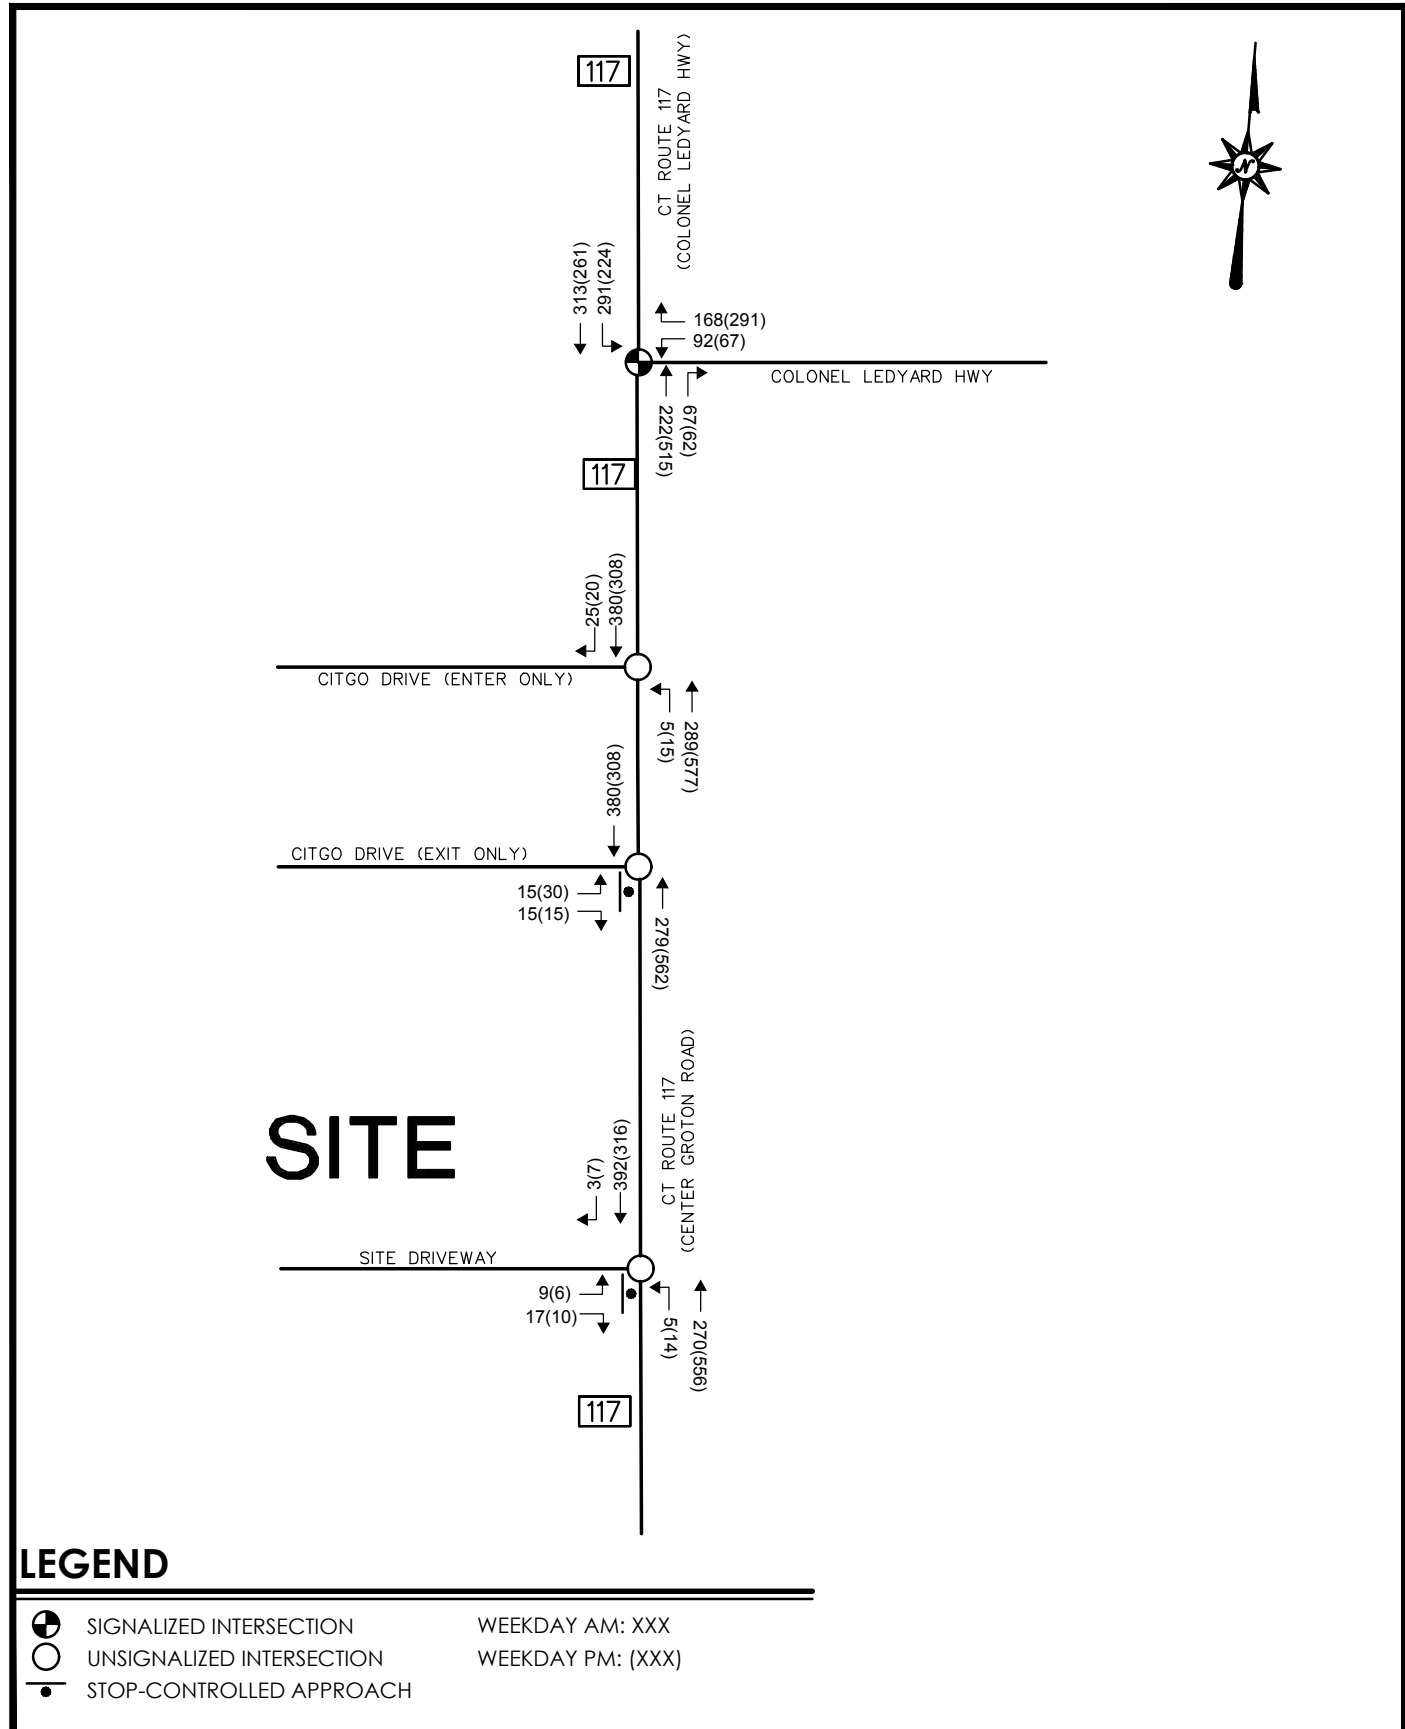 117
CT ROUTE 117
(COLONEL LEDYARD HWY)
N
313(261)
291(224)
168(291)
92(67)
COLONEL LEDYARD HWY
222(515)
67(62)
117
25(20)
380(308)
CITGO DRIVE (ENTER ONLY)
5(15)
289(577)
380(308)
CITGO DRIVE (EXIT ONLY)
15(30)
15(15)
279(562)
CT ROUTE 117
(CENTER GROTON ROAD)
SITE
3(7)
392(316)
SITE DRIVEWAY
9(6)
17(10)
5(14)
270(556)
117
LEGEND
SIGNALIZED INTERSECTION
WEEKDAY AM: XXX
UNSIGNALIZED INTERSECTION
WEEKDAY PM: (XXX)
STOP-CONTROLLED APPROACH